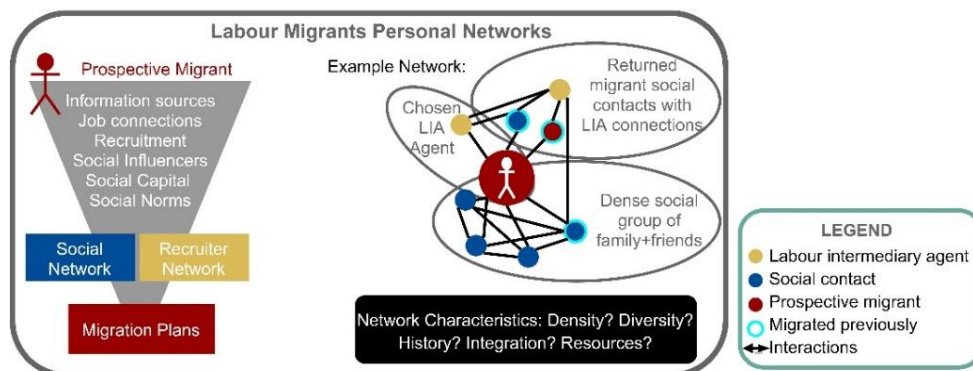 Labour Migrants Personal Networks
Prospective Migrant
Information sources
Job connections
Recruitment
Social Influencers
Social Capital
Social Norms
Social
Network
Recruiter
Network
Migration Plans
Example Network:
Chosen
LIA
Agent
Returned
migrant social
contacts with
LIA connections
Dense social
group of
family+friends
Network Characteristics: Density? Diversity?
History? Integration? Resources?
LEGEND
Labour intermediary agent
Social contact
Prospective migrant
Migrated previously
Interactions